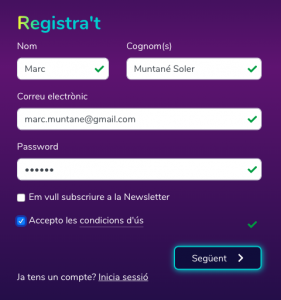 Registra't
Nom Cognom(s)
Marc Muntané Soler
Correu electrònic
marc.muntane@gmail.com
Password
••••••
Em vull subscriure a la Newsletter
Accepto les condicions d'ús
Següent
Ja tens un compte? Inicia sessió